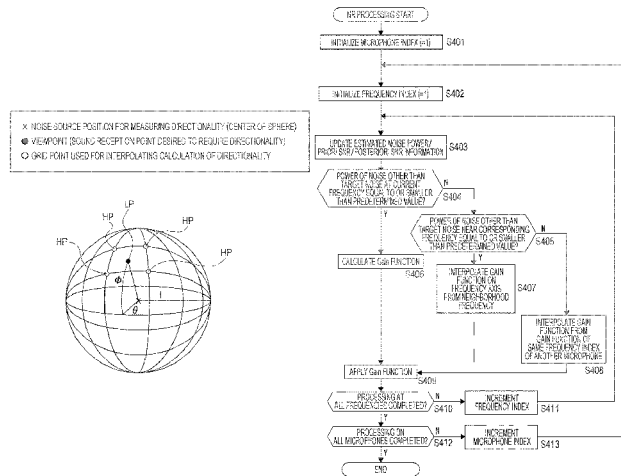 × NOISE SOURCE POSITION FOR MEASURING DIRECTIONALITY (CENTER OF SPHERE)
● VIEWPOINT (SOUND RECEPTION POINT DESIRED TO REQUIRE DIRECTIONALITY)
○ GRID POINT USED FOR INTERPOLATING CALCULATION OF DIRECTIONALITY
LP
HP
HP
HP
HP
Φ
θ
NR PROCESSING START
INITIALIZE MICROPHONE INDEX (=1) S401
INITIALIZE FREQUENCY INDEX (=1) S402
UPDATE ESTIMATED NOISE POWER/
PRIORI SNR / POSTERIORI SNR INFORMATION
S403
POWER OF NOISE OTHER THAN
TARGET NOISE AT CURRENT
FREQUENCY EQUAL TO OR SMALLER
THAN PREDETERMINED VALUE?
N
S404
Y
POWER OF NOISE OTHER THAN
TARGET NOISE NEAR CORRESPONDING
FREQUENCY EQUAL TO OR SMALLER
THAN PREDETERMINED VALUE?
N
S405
Y
CALCULATE Gain FUNCTION
S406
INTERPOLATE GAIN
FUNCTION ON
FREQUENCY AXIS
FROM NEIGHBORHOOD
FREQUENCY
S407
INTERPOLATE GAIN
FUNCTION FROM
GAIN FUNCTION OF
SAME FREQUENCY INDEX
OF ANOTHER MICROPHONE
S408
APPLY Gain FUNCTION
S409
PROCESSING AT
ALL FREQUENCIES COMPLETED?
N
S410
INCREMENT
FREQUENCY INDEX
S411
Y
PROCESSING ON
ALL MICROPHONES COMPLETED?
N
S412
INCREMENT
MICROPHONE INDEX
S413
Y
END